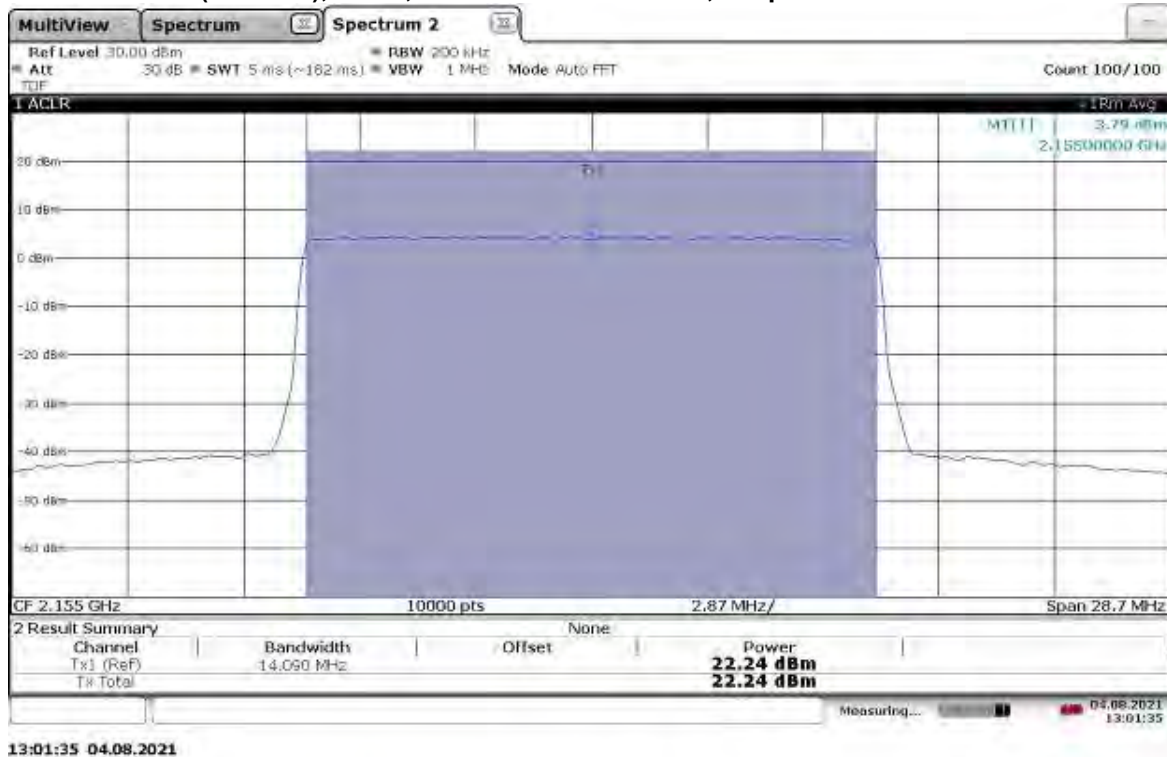 MultiView Spectrum Spectrum 2
Ref Level 30.00 dBm RBW 200 kHz
Att 30 dB SWT 5 ms (~182 ms) VBW 1 MHz Mode Auto FFT Count 100/100
TDF
1 ACLR 1Rm Avg
M1[1] 3.79 dBm
2.15500000 GHz
20 dBm
10 dBm
0 dBm
-10 dBm
-20 dBm
-30 dBm
-40 dBm
-50 dBm
-60 dBm
CF 2.155 GHz 10000 pts 2.87 MHz/ Span 28.7 MHz
2 Result Summary None
Channel Bandwidth Offset Power
Tx1 (Ref) 14.090 MHz 22.24 dBm
Tx Total 22.24 dBm
Measuring... 04.08.2021
13:01:35
13:01:35 04.08.2021